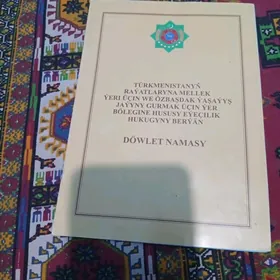 TÜRKMENISTANYŇ
RAÝATLARYNA MELLEK
ÝERI ÜÇIN WE ÖZBAŞDAK ÝAŞAÝYŞ
JAÝYNY GURMAK ÜÇIN ÝER
BÖLEGINE HUSUSY EÝEÇILIK
HUKUGYNY BERÝÄN
DÖWLET NAMASY